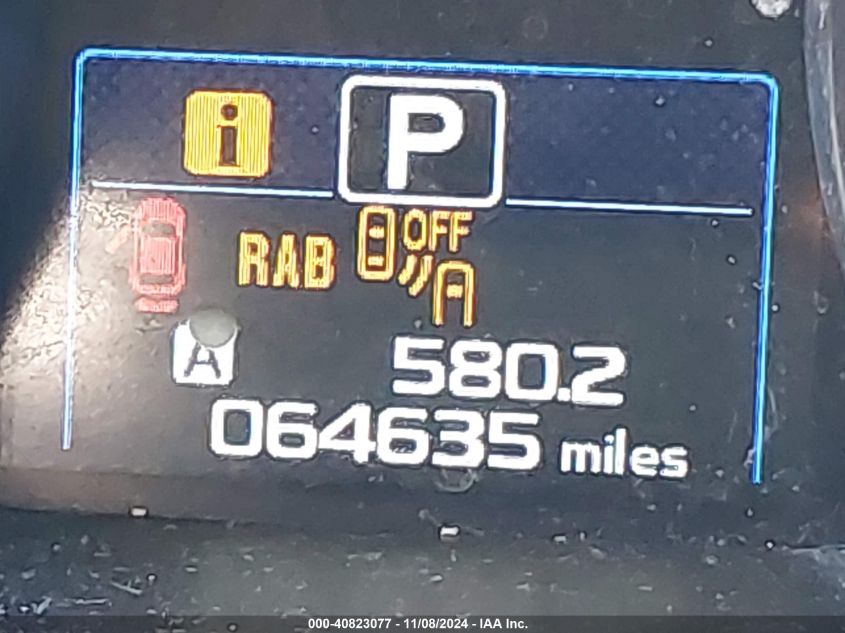 i P
RAB OFF
A 580.2
064635 miles
000-40823077 - 11/08/2024 - IAA Inc.